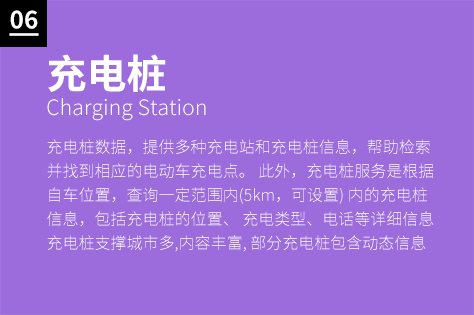 06
充电桩
Charging Station
充电桩数据，提供多种充电站和充电桩信息，帮助检索
并找到相应的电动车充电点。 此外，充电桩服务是根据
自车位置，查询一定范围内(5km，可设置) 内的充电桩
信息，包括充电桩的位置、 充电类型、电话等详细信息
充电桩支撑城市多,内容丰富, 部分充电桩包含动态信息